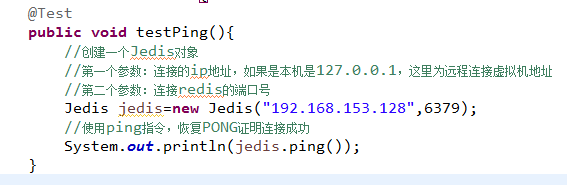 @Test
public void testPing(){
//创建一个Jedis对象
//第一个参数：连接的ip地址，如果是本机是127.0.0.1，这里为远程连接虚拟机地址
//第二个参数：连接redis的端口号
Jedis jedis=new Jedis("192.168.153.128",6379);
//使用ping指令，恢复PONG证明连接成功
System.out.println(jedis.ping());
}